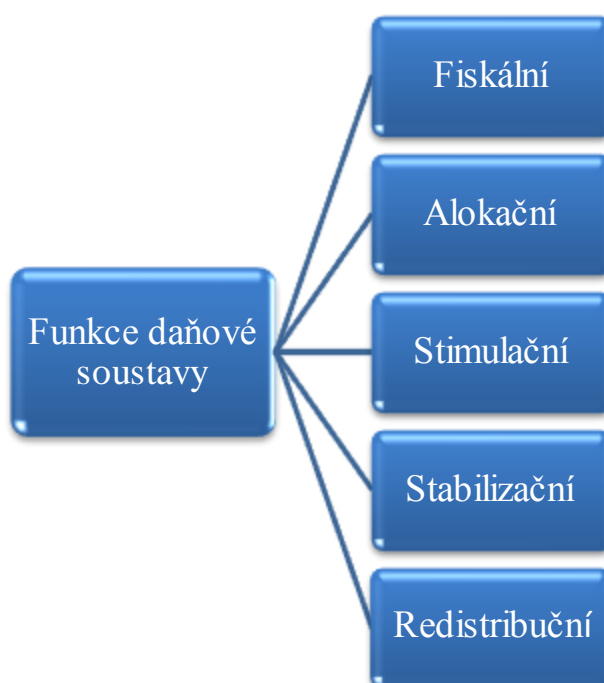 Fiskální
Alokační
Funkce daňové
soustavy
Stimulační
Stabilizační
Redistribuční